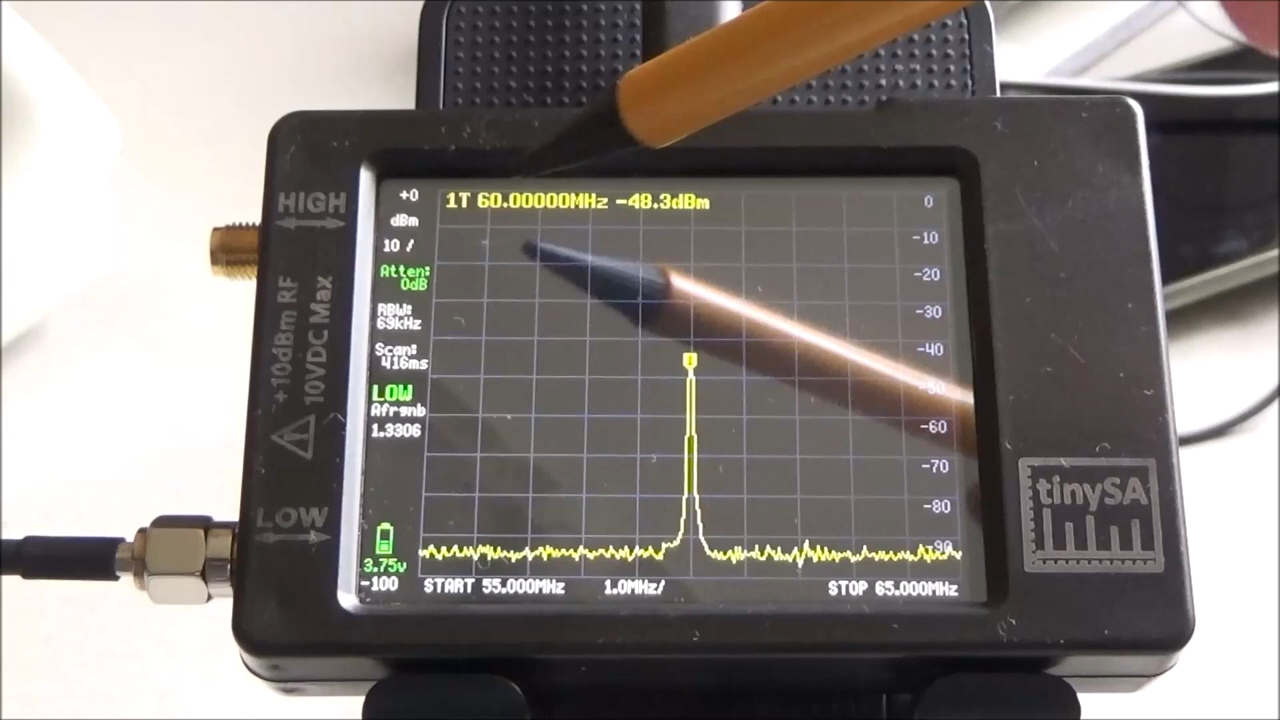 HIGH
+10dBm RF
10VDC Max
LOW
+0
dBm
10 /
Atten:
0dB
RBW:
69kHz
Scan:
416ms
LOW
Afrgnb
1.3306
3.75v
-100
1T 60.00000MHz -48.3dBm
1
0
-10
-20
-30
-40
-50
-60
-70
-80
-90
START 55.000MHz 1.0MHz/ STOP 65.000MHz
tinySA